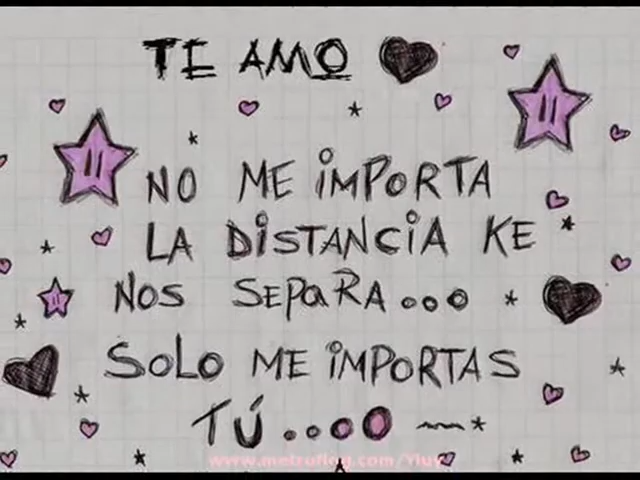 TE AMO
NO ME iMPORTA
LA DiSTANCiA KE
NOS SEPARA...
SOLO ME iMPORTAS
TÚ....